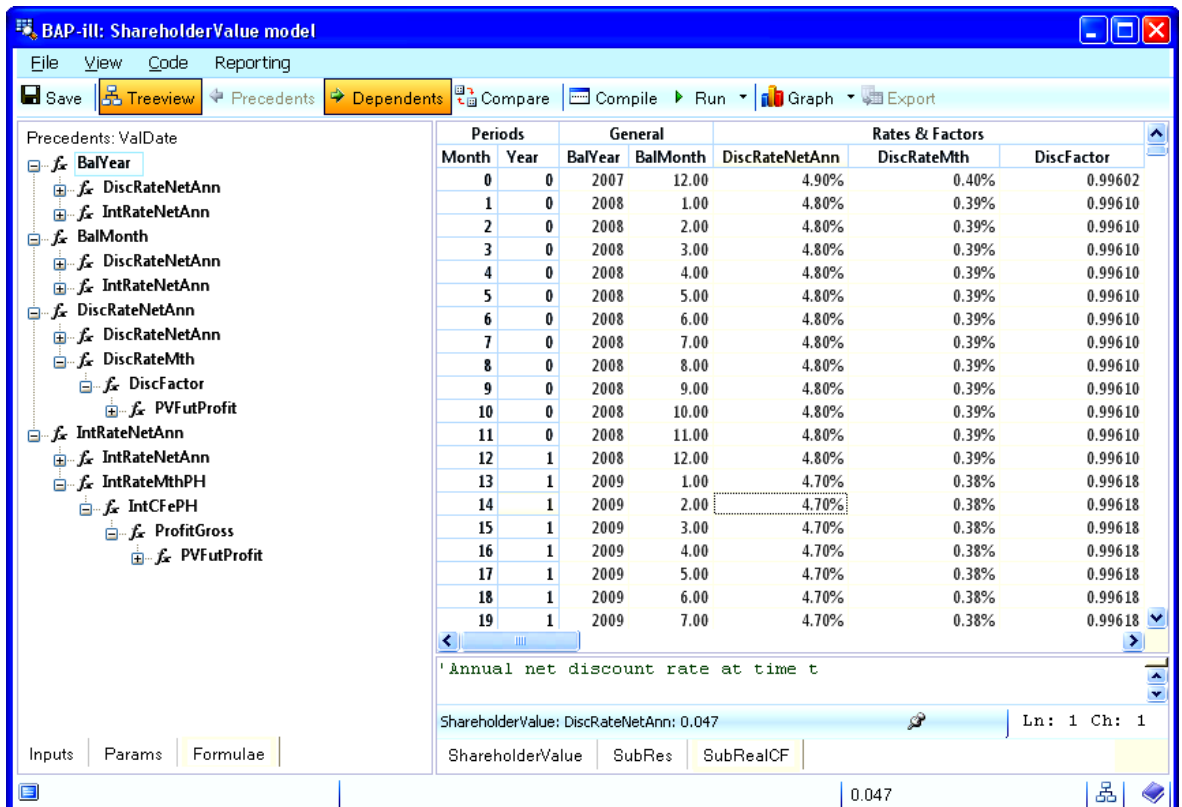 BAP-ill: ShareholderValue model
File View Code Reporting
Save Treeview Precedents Dependents Compare Compile Run Graph Export
Precedents: ValDate
BalYear
DiscRateNetAnn
IntRateNetAnn
BalMonth
DiscRateNetAnn
IntRateNetAnn
DiscRateNetAnn
DiscRateNetAnn
DiscRateMth
DiscFactor
PVFutProfit
IntRateNetAnn
IntRateNetAnn
IntRateMthPH
IntCFePH
ProfitGross
PVFutProfit
Inputs Params Formulae
Periods General Rates & Factors
Month Year BalYear BalMonth DiscRateNetAnn DiscRateMth DiscFactor
0 0 2007 12.00 4.90% 0.40% 0.99602
1 0 2008 1.00 4.80% 0.39% 0.99610
2 0 2008 2.00 4.80% 0.39% 0.99610
3 0 2008 3.00 4.80% 0.39% 0.99610
4 0 2008 4.00 4.80% 0.39% 0.99610
5 0 2008 5.00 4.80% 0.39% 0.99610
6 0 2008 6.00 4.80% 0.39% 0.99610
7 0 2008 7.00 4.80% 0.39% 0.99610
8 0 2008 8.00 4.80% 0.39% 0.99610
9 0 2008 9.00 4.80% 0.39% 0.99610
10 0 2008 10.00 4.80% 0.39% 0.99610
11 0 2008 11.00 4.80% 0.39% 0.99610
12 1 2008 12.00 4.80% 0.39% 0.99610
13 1 2009 1.00 4.70% 0.38% 0.99618
14 1 2009 2.00 4.70% 0.38% 0.99618
15 1 2009 3.00 4.70% 0.38% 0.99618
16 1 2009 4.00 4.70% 0.38% 0.99618
17 1 2009 5.00 4.70% 0.38% 0.99618
18 1 2009 6.00 4.70% 0.38% 0.99618
19 1 2009 7.00 4.70% 0.38% 0.99618
'Annual net discount rate at time t
ShareholderValue: DiscRateNetAnn: 0.047 Ln: 1 Ch: 1
ShareholderValue SubRes SubRealCF
0.047